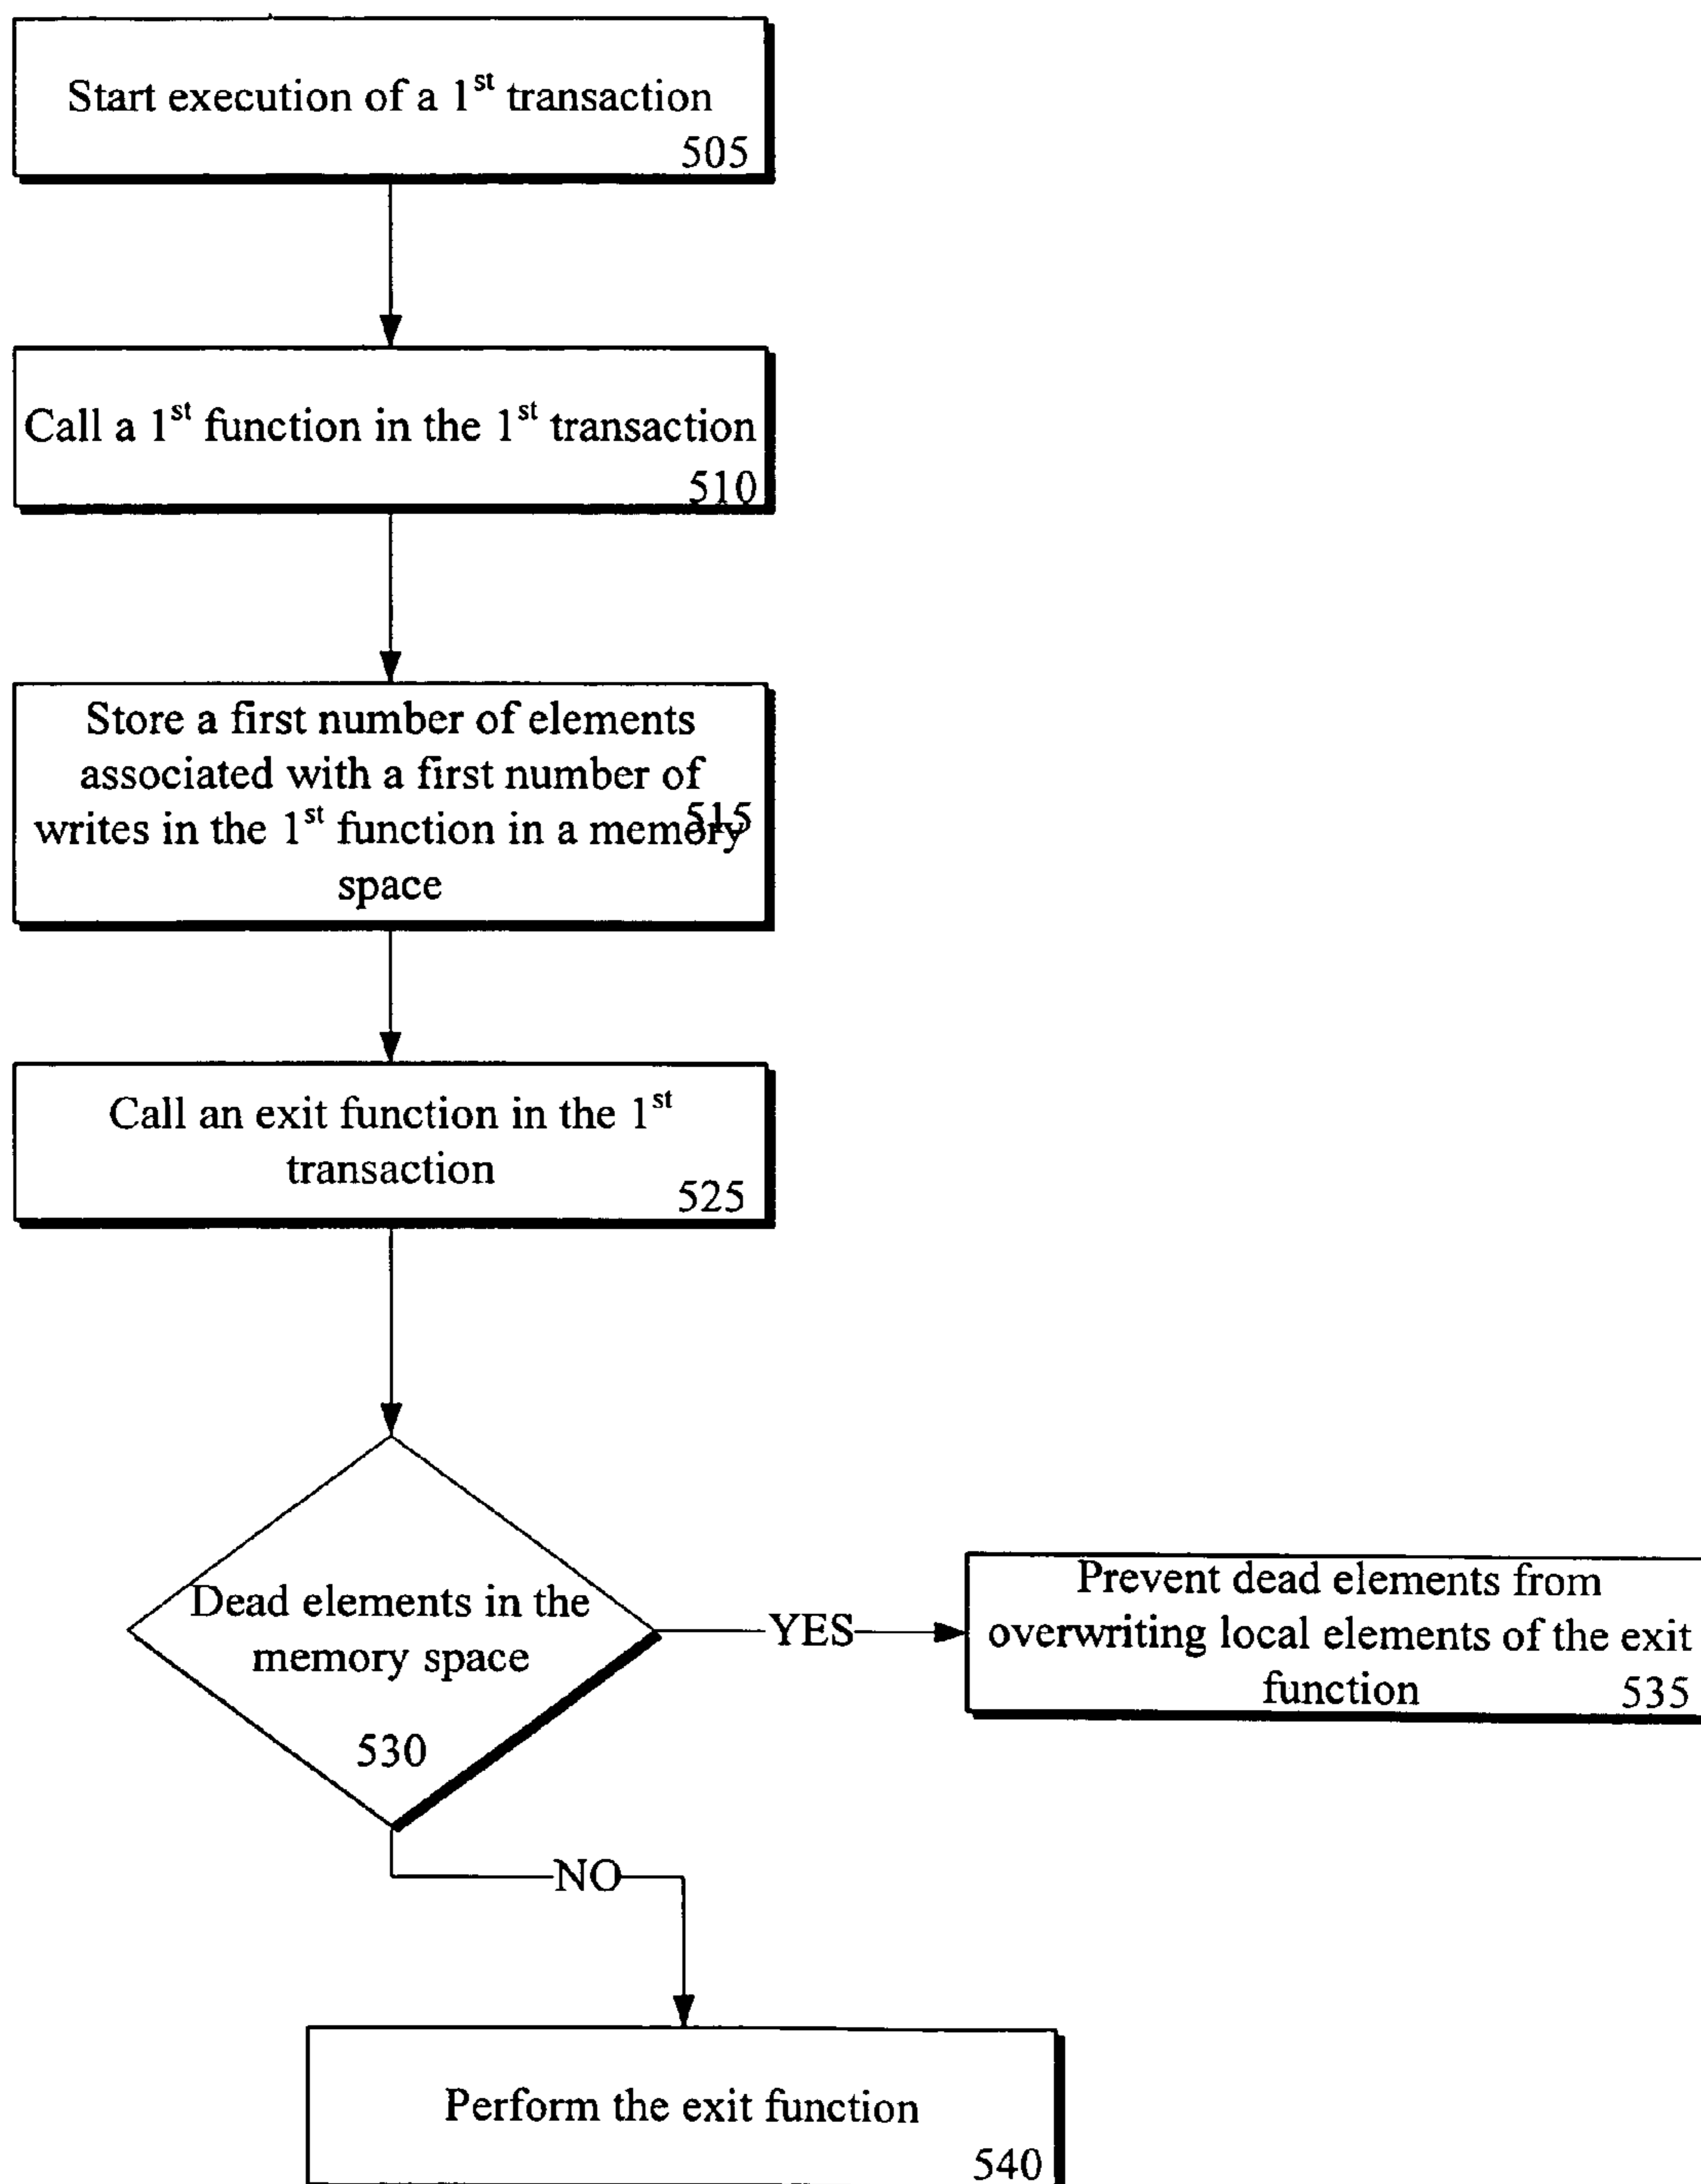 Start execution of a 1st transaction
505
Call a 1st function in the 1st transaction
510
Store a first number of elements
associated with a first number of
writes in the 1st function in a memory
515
space
Call an exit function in the 1st
transaction
525
Dead elements in the
memory space
530
YES
Prevent dead elements from
overwriting local elements of the exit
function
535
NO
Perform the exit function
540